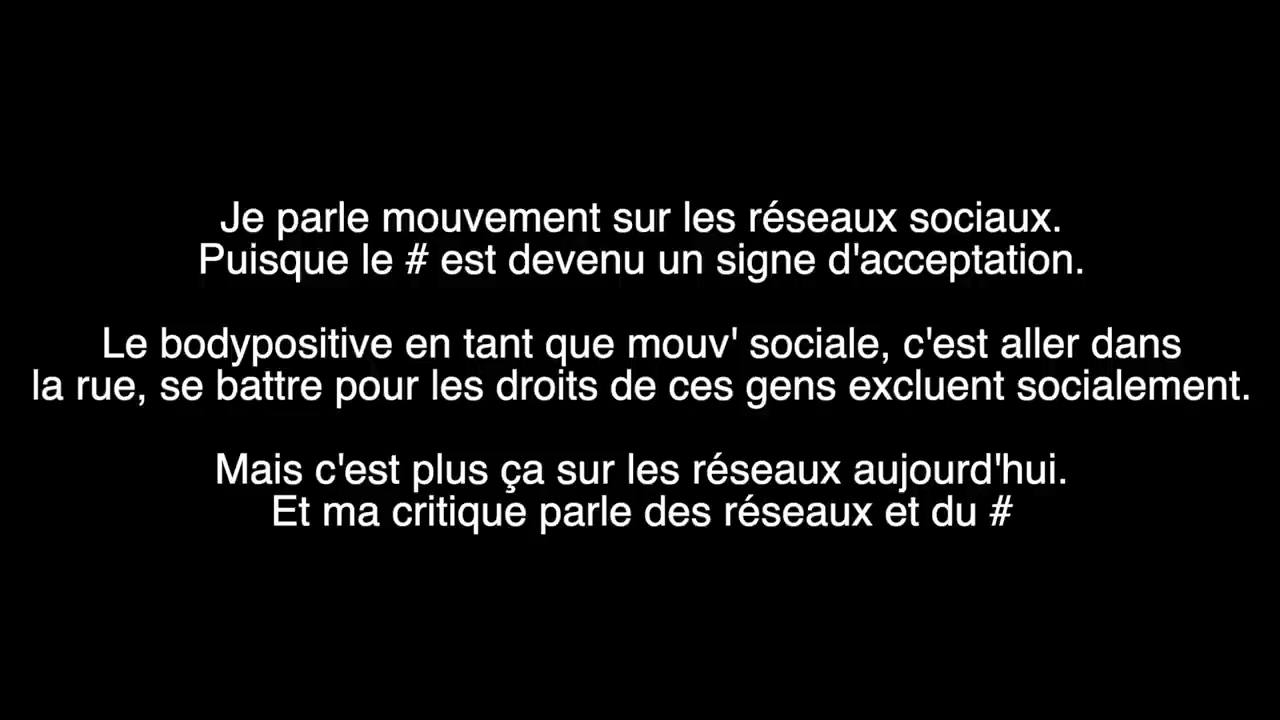 Je parle mouvement sur les réseaux sociaux.
Puisque le # est devenu un signe d'acceptation.
Le bodypositive en tant que mouv' sociale, c'est aller dans
la rue, se battre pour les droits de ces gens excluent socialement.
Mais c'est plus ça sur les réseaux aujourd'hui.
Et ma critique parle des réseaux et du #